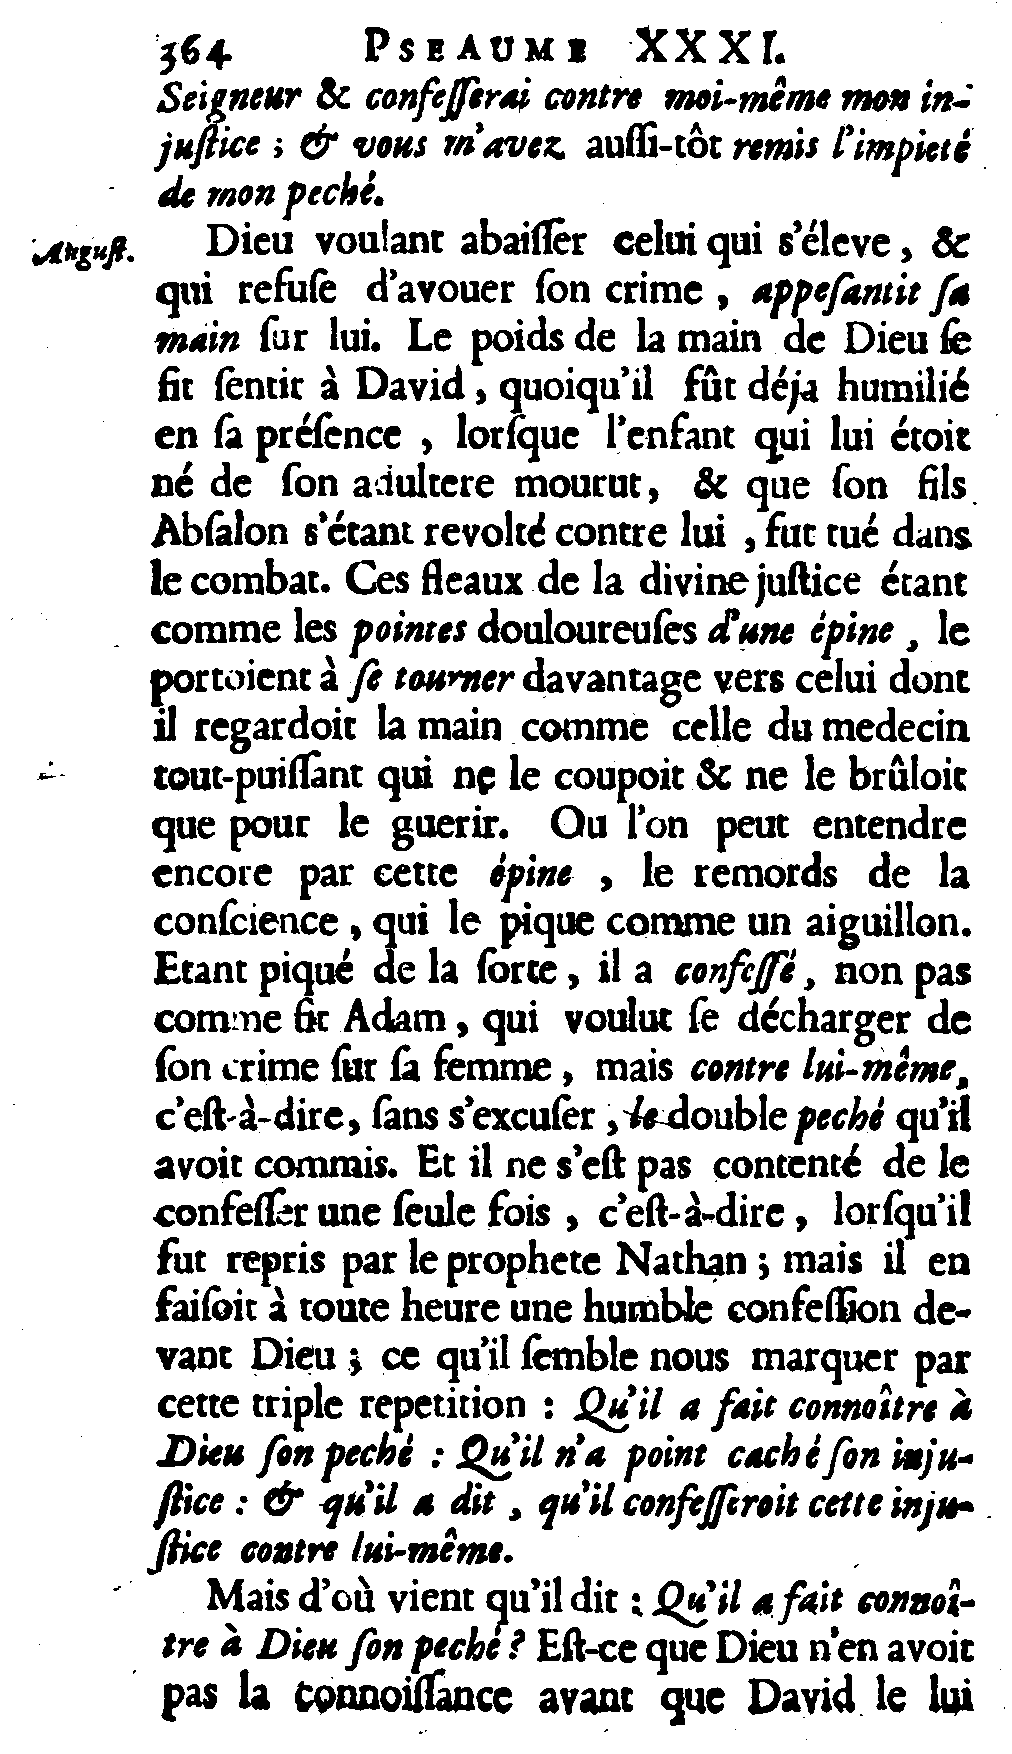 364 PSEAUME XXXI.
Seigneur & confeſſerai contre moi-même mon in-
juſtice ; & vous m'avez auſſi-tôt remis l'impieté
de mon peché.
August. Dieu voulant abaiſſer celui qui s'éleve, &
qui refuſe d'avouer ſon crime, appeſantit ſa
main ſur lui. Le poids de la main de Dieu ſe
fit ſentir à David, quoiqu'il fût déja humilié
en ſa préſence, lorſque l'enfant qui lui étoit
né de ſon adultere mourut, & que ſon fils
Abſalon s'étant revolté contre lui, fut tué dans
le combat. Ces fleaux de la divine juſtice étant
comme les pointes douloureuſes d'une épine, le
portoient à ſe tourner davantage vers celui dont
il regardoit la main comme celle du medecin
tout-puiſſant qui ne le coupoit & ne le brûloit
que pour le guerir. Ou l'on peut entendre
encore par cette épine, le remords de la
conſcience, qui le pique comme un aiguillon.
Etant piqué de la ſorte, il a confeſſé, non pas
comme fit Adam, qui voulut ſe décharger de
ſon crime ſur ſa femme, mais contre lui-même,
c'eſt-à-dire, ſans s'excuſer, le double peché qu'il
avoit commis. Et il ne s'eſt pas contenté de le
confeſſer une ſeule fois, c'eſt-à-dire, lorſqu'il
fut repris par le prophete Nathan ; mais il en
faiſoit à toute heure une humble confeſſion de-
vant Dieu ; ce qu'il ſemble nous marquer par
cette triple repetition : Qu'il a fait connoître à
Dieu ſon peché : Qu'il n'a point caché ſon inju-
ſtice : & qu'il a dit, qu'il confeſſeroit cette inju-
ſtice contre lui-même.
Mais d'où vient qu'il dit : Qu'il a fait connoî-
tre à Dieu ſon peché ? Eſt-ce que Dieu n'en avoit
pas la connoiſſance avant que David le lui